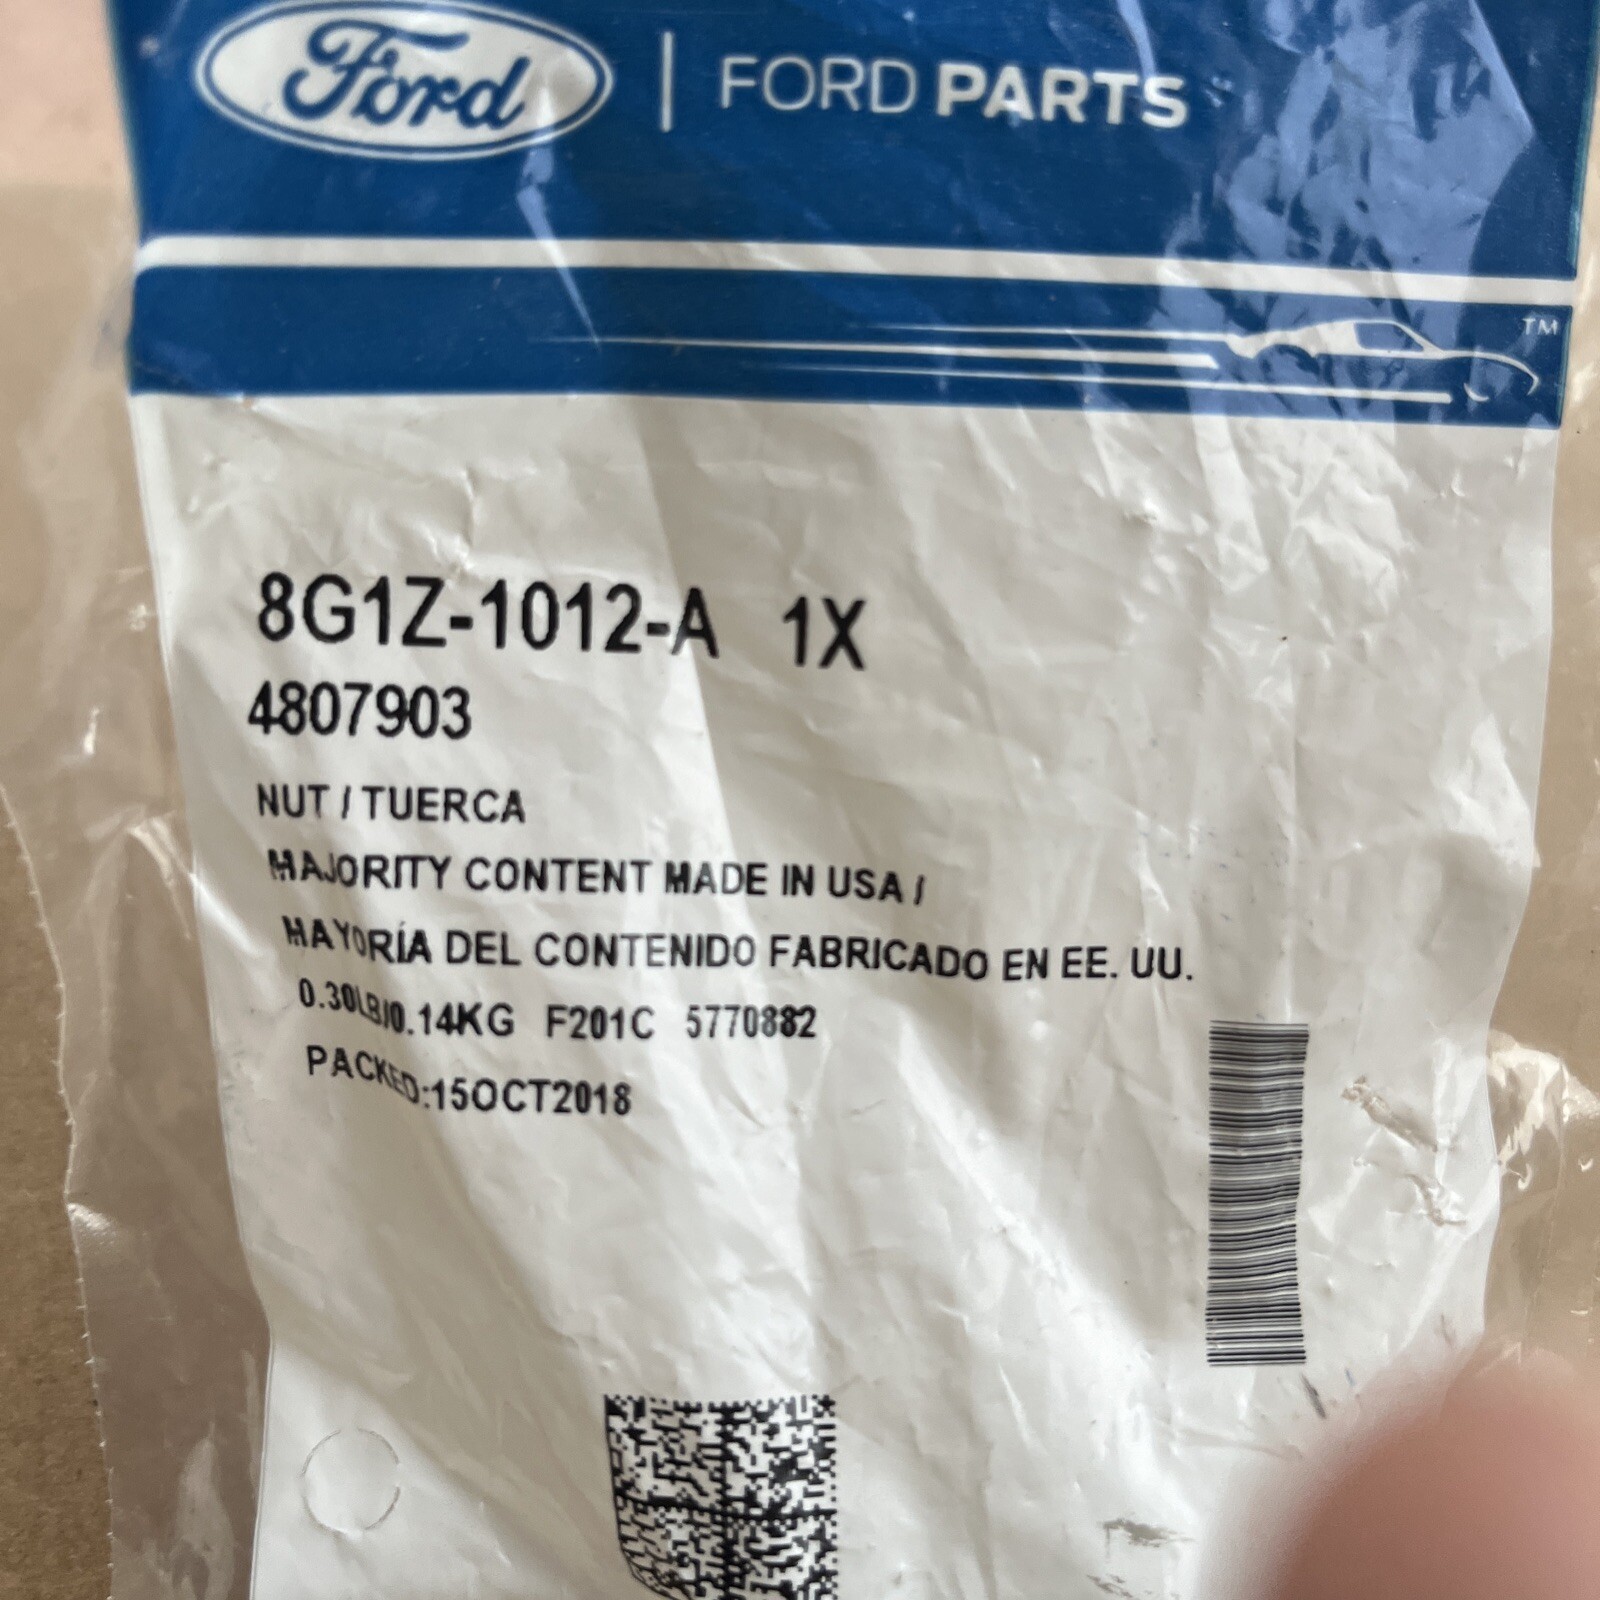 Ford | FORD PARTS
TM
8G1Z-1012-A 1X
4807903
NUT / TUERCA
MAJORITY CONTENT MADE IN USA /
MAYORÍA DEL CONTENIDO FABRICADO EN EE. UU.
0.30LB/0.14KG F201C 5770882
PACKED:15OCT2018